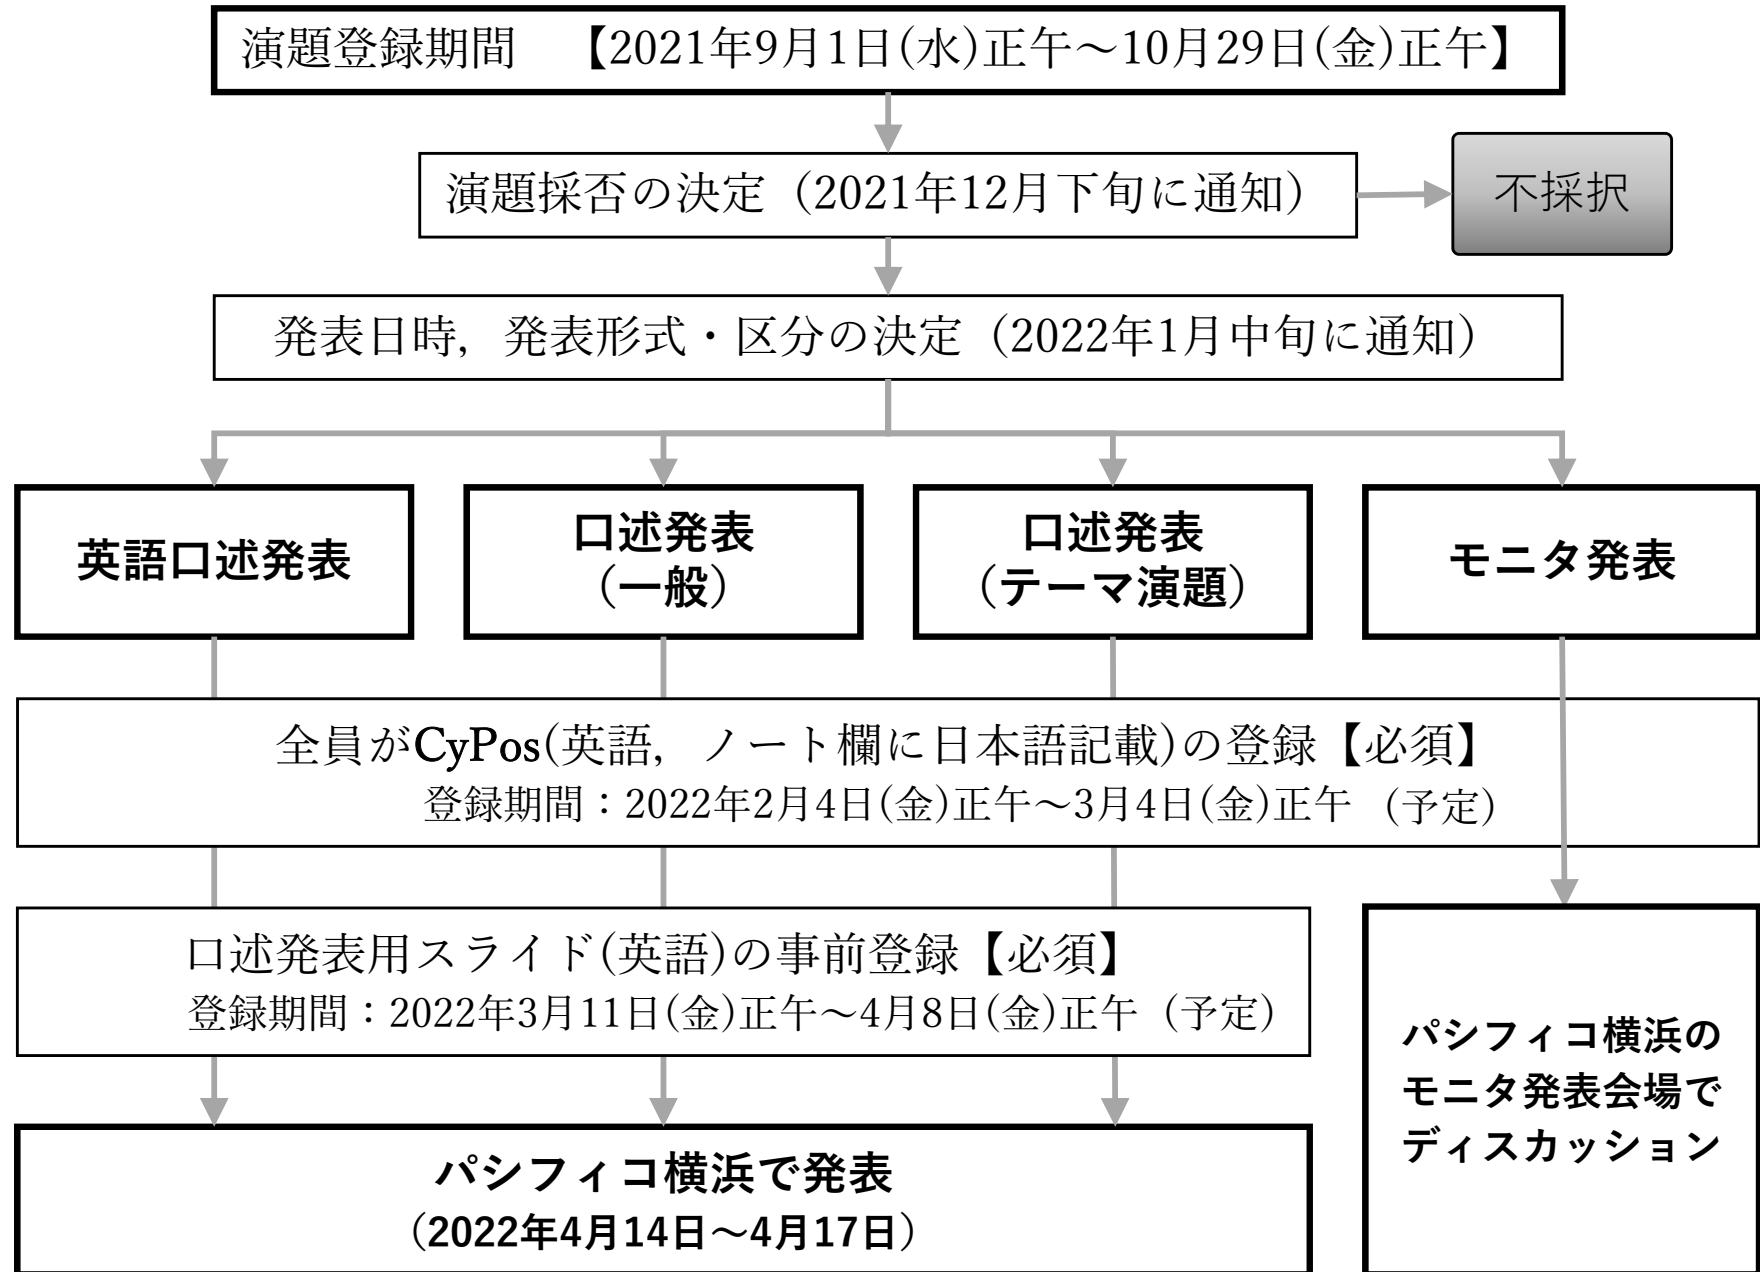 演題登録期間　【2021年9月1日(水)正午～10月29日(金)正午】
演題採否の決定（2021年12月下旬に通知）
不採択
発表日時，発表形式・区分の決定（2022年1月中旬に通知）
英語口述発表
口述発表
（一般）
口述発表
（テーマ演題）
モニタ発表
全員がCyPos(英語，ノート欄に日本語記載)の登録【必須】
登録期間：2022年2月4日(金)正午～3月4日(金)正午（予定）
口述発表用スライド(英語)の事前登録【必須】
登録期間：2022年3月11日(金)正午～4月8日(金)正午（予定）
パシフィコ横浜で発表
（2022年4月14日～4月17日）
パシフィコ横浜の
モニタ発表会場で
ディスカッション